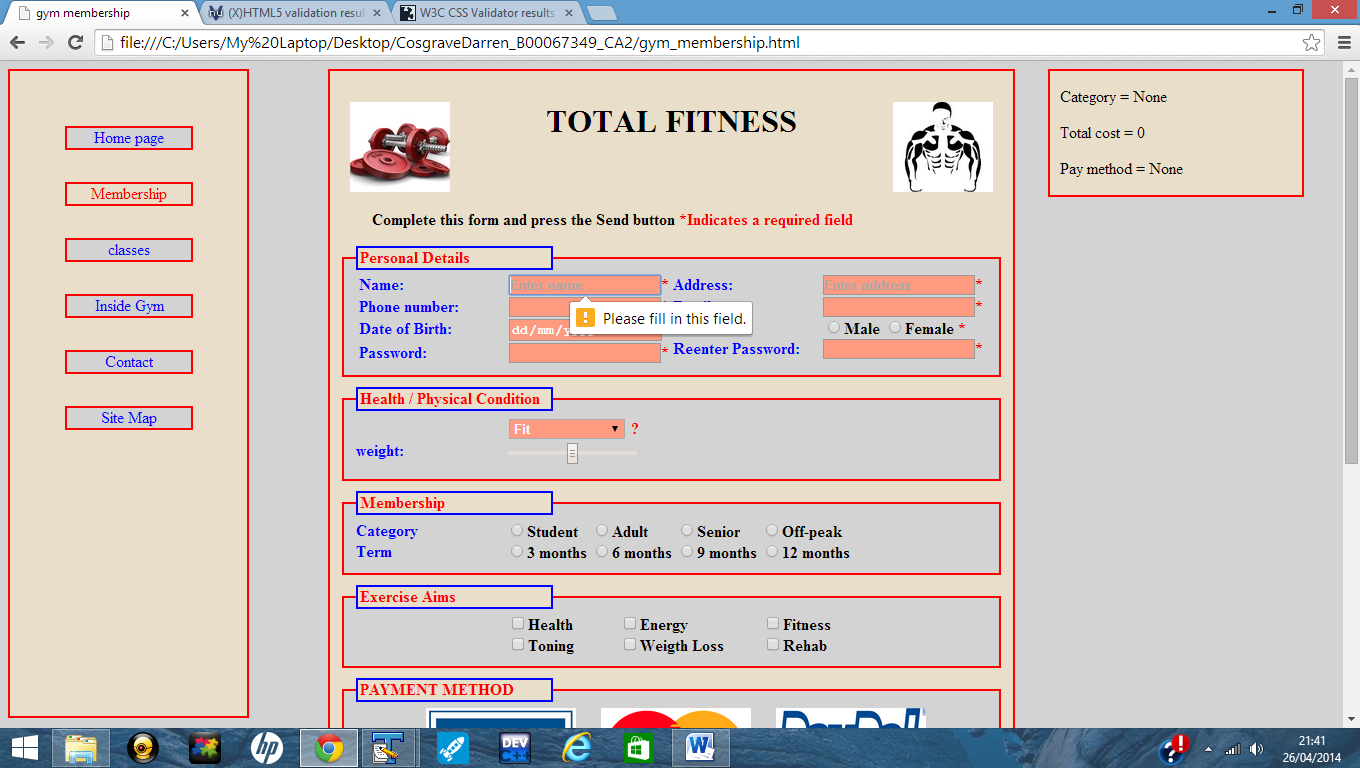 gym membership
(X)HTML5 validation resul
W3C CSS Validator results
file:///C:/Users/My%20Laptop/Desktop/CosgraveDarren_B00067349_CA2/gym_membership.html
Home page
Membership
classes
Inside Gym
Contact
Site Map
TOTAL FITNESS
Complete this form and press the Send button *Indicates a required field
Personal Details
Name: Enter name * Address: Enter address *
Phone number: *
Please fill in this field.
Date of Birth: dd/mm/ Male Female *
Password: * Reenter Password: *
Health / Physical Condition
Fit ?
weight:
Membership
Category Student Adult Senior Off-peak
Term 3 months 6 months 9 months 12 months
Exercise Aims
Health Energy Fitness
Toning Weigth Loss Rehab
PAYMENT METHOD
PayPal
Category = None
Total cost = 0
Pay method = None
hp
DEV
C++
21:41
26/04/2014